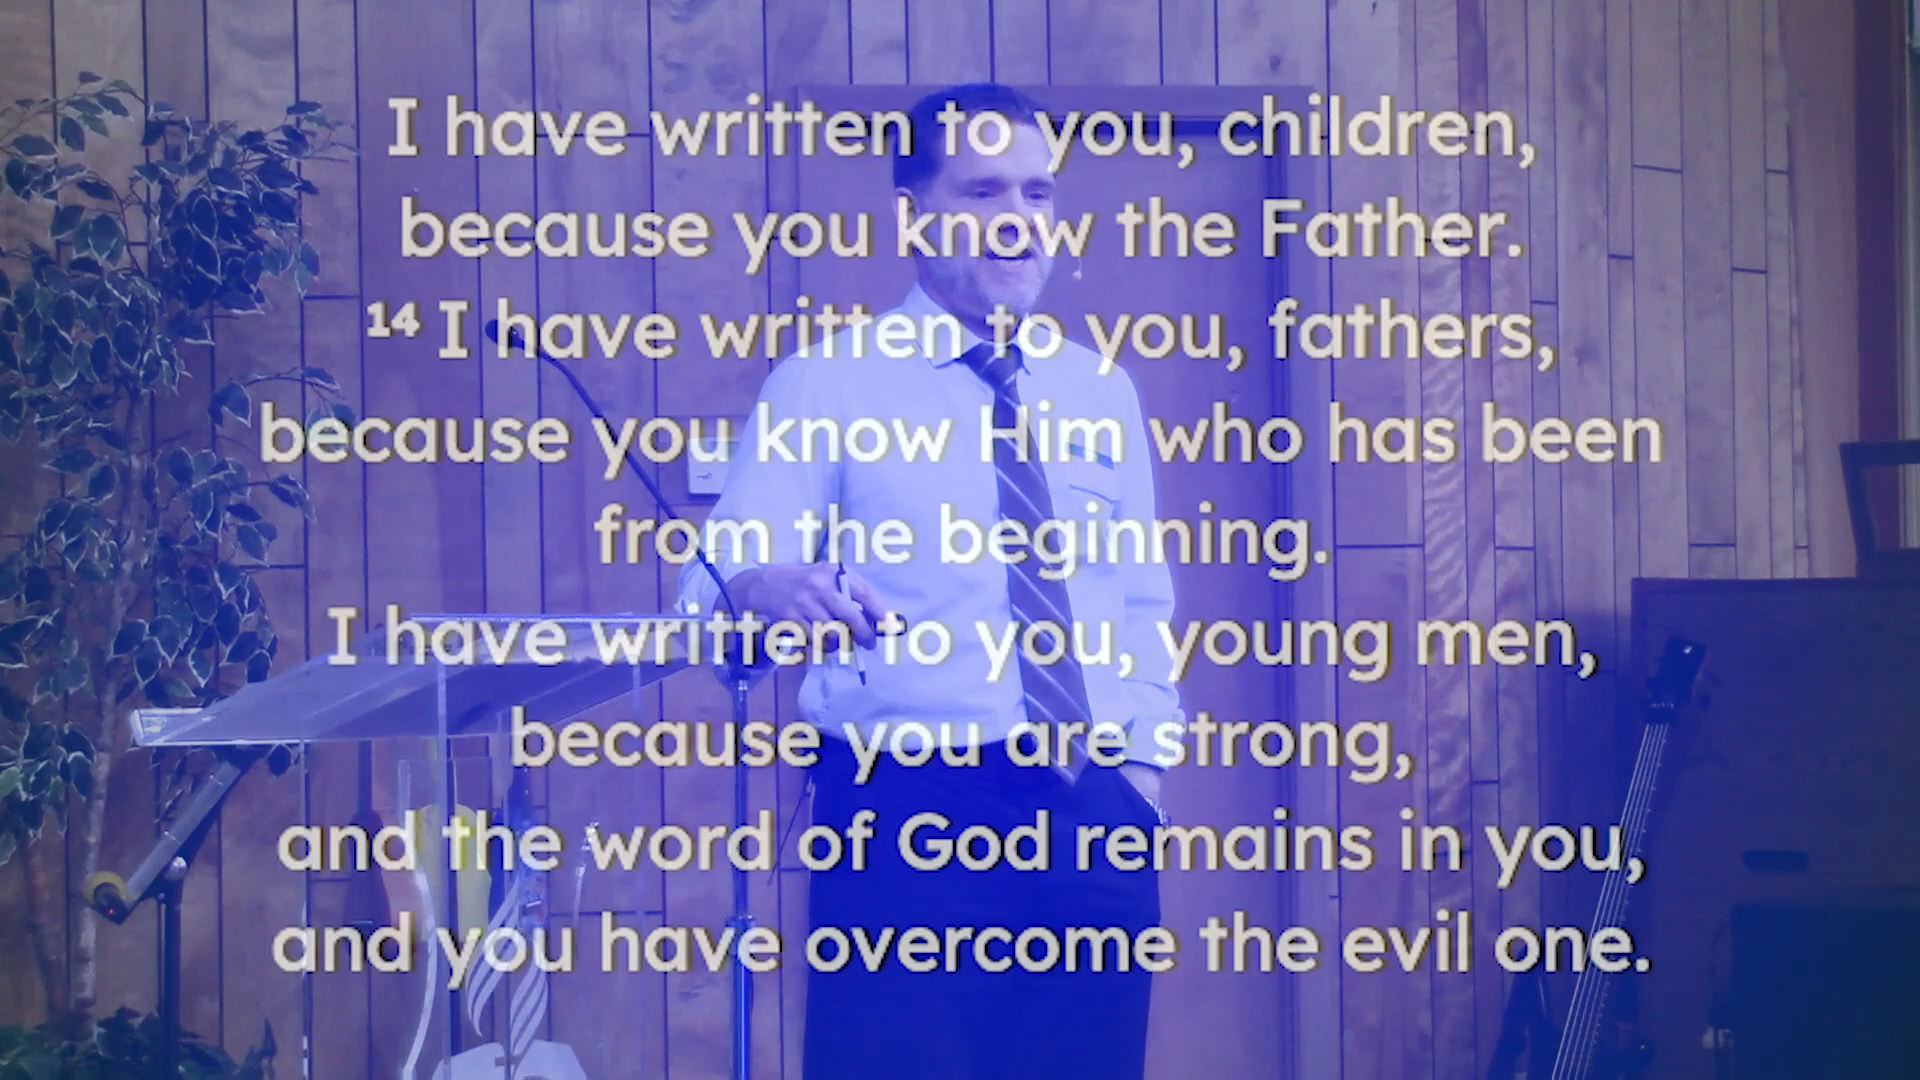 I have written to you, children,
because you know the Father.
¹⁴ I have written to you, fathers,
because you know Him who has been
from the beginning.
I have written to you, young men,
because you are strong,
and the word of God remains in you,
and you have overcome the evil one.